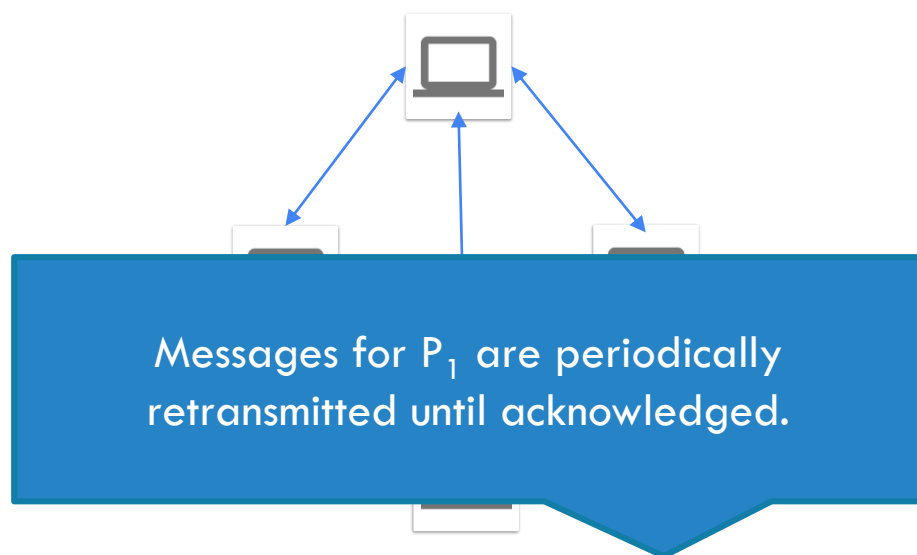 Messages for P₁ are periodically
retransmitted until acknowledged.